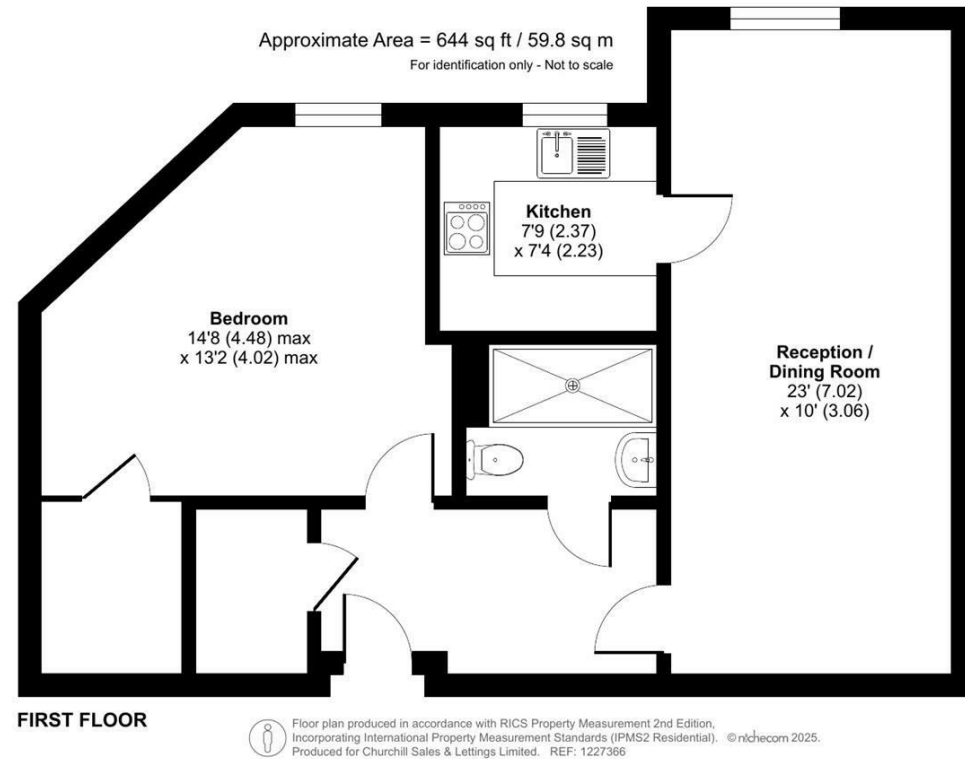 Approximate Area = 644 sq ft / 59.8 sq m
For identification only - Not to scale
Kitchen
7'9 (2.37)
x 7'4 (2.23)
Bedroom
14'8 (4.48) max
x 13'2 (4.02) max
Reception /
Dining Room
23' (7.02)
x 10' (3.06)
FIRST FLOOR
Floor plan produced in accordance with RICS Property Measurement 2nd Edition,
Incorporating International Property Measurement Standards (IPMS2 Residential). ©ntchecom 2025.
Produced for Churchill Sales & Lettings Limited. REF: 1227366